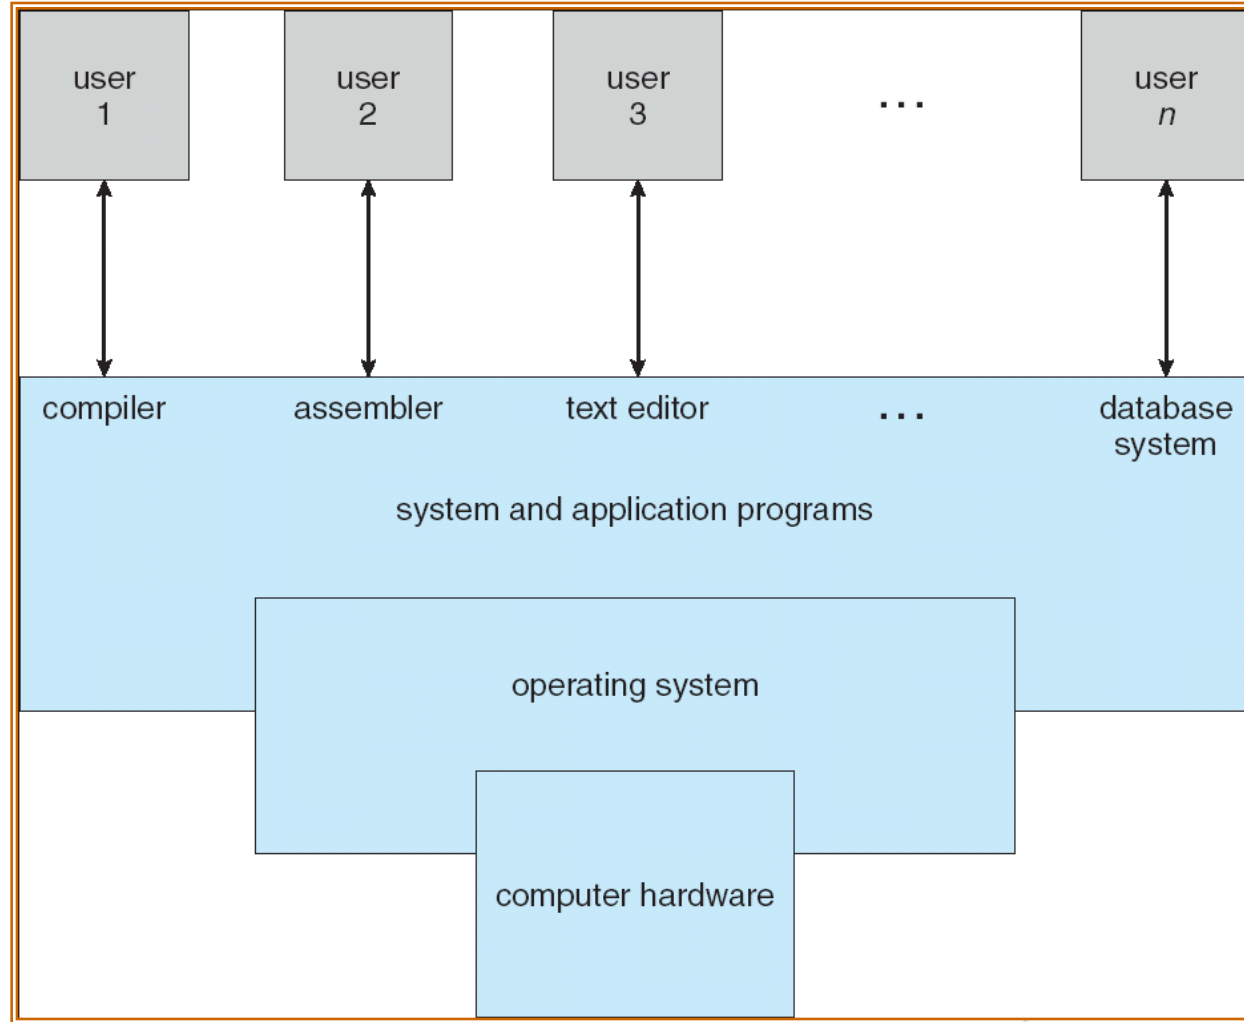 user
1
user
2
user
3
...
user
n
compiler
assembler
text editor
...
database
system
system and application programs
operating system
computer hardware